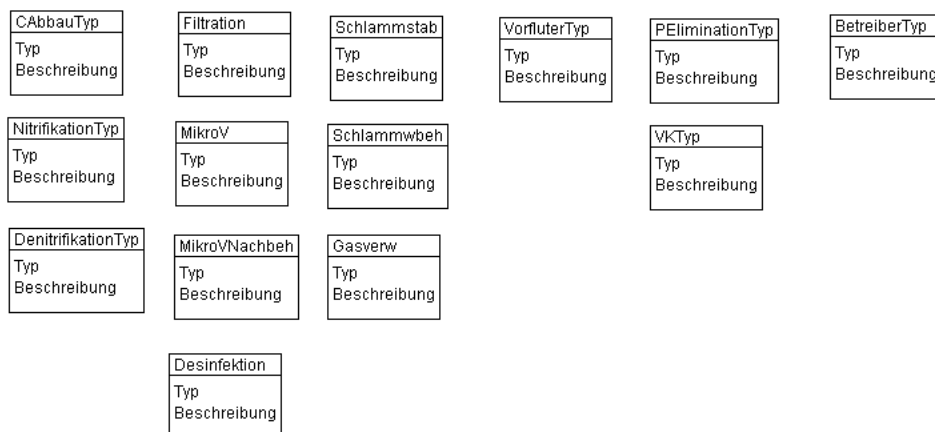 CAbbauTyp
Typ
Beschreibung
Filtration
Typ
Beschreibung
Schlammstab
Typ
Beschreibung
VorfluterTyp
Typ
Beschreibung
PEliminationTyp
Typ
Beschreibung
BetreiberTyp
Typ
Beschreibung
NitrifikationTyp
Typ
Beschreibung
MikroV
Typ
Beschreibung
Schlammwbeh
Typ
Beschreibung
VKTyp
Typ
Beschreibung
DenitrifikationTyp
Typ
Beschreibung
MikroVNachbeh
Typ
Beschreibung
Gasverw
Typ
Beschreibung
Desinfektion
Typ
Beschreibung